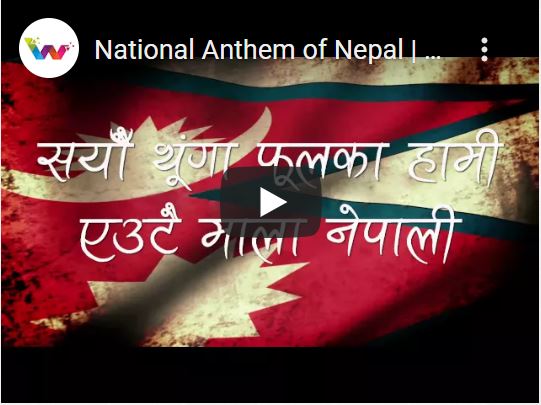 National Anthem of Nepal | ...
सयौं थूंगा फूलका हामी
एउटै माला नेपाली